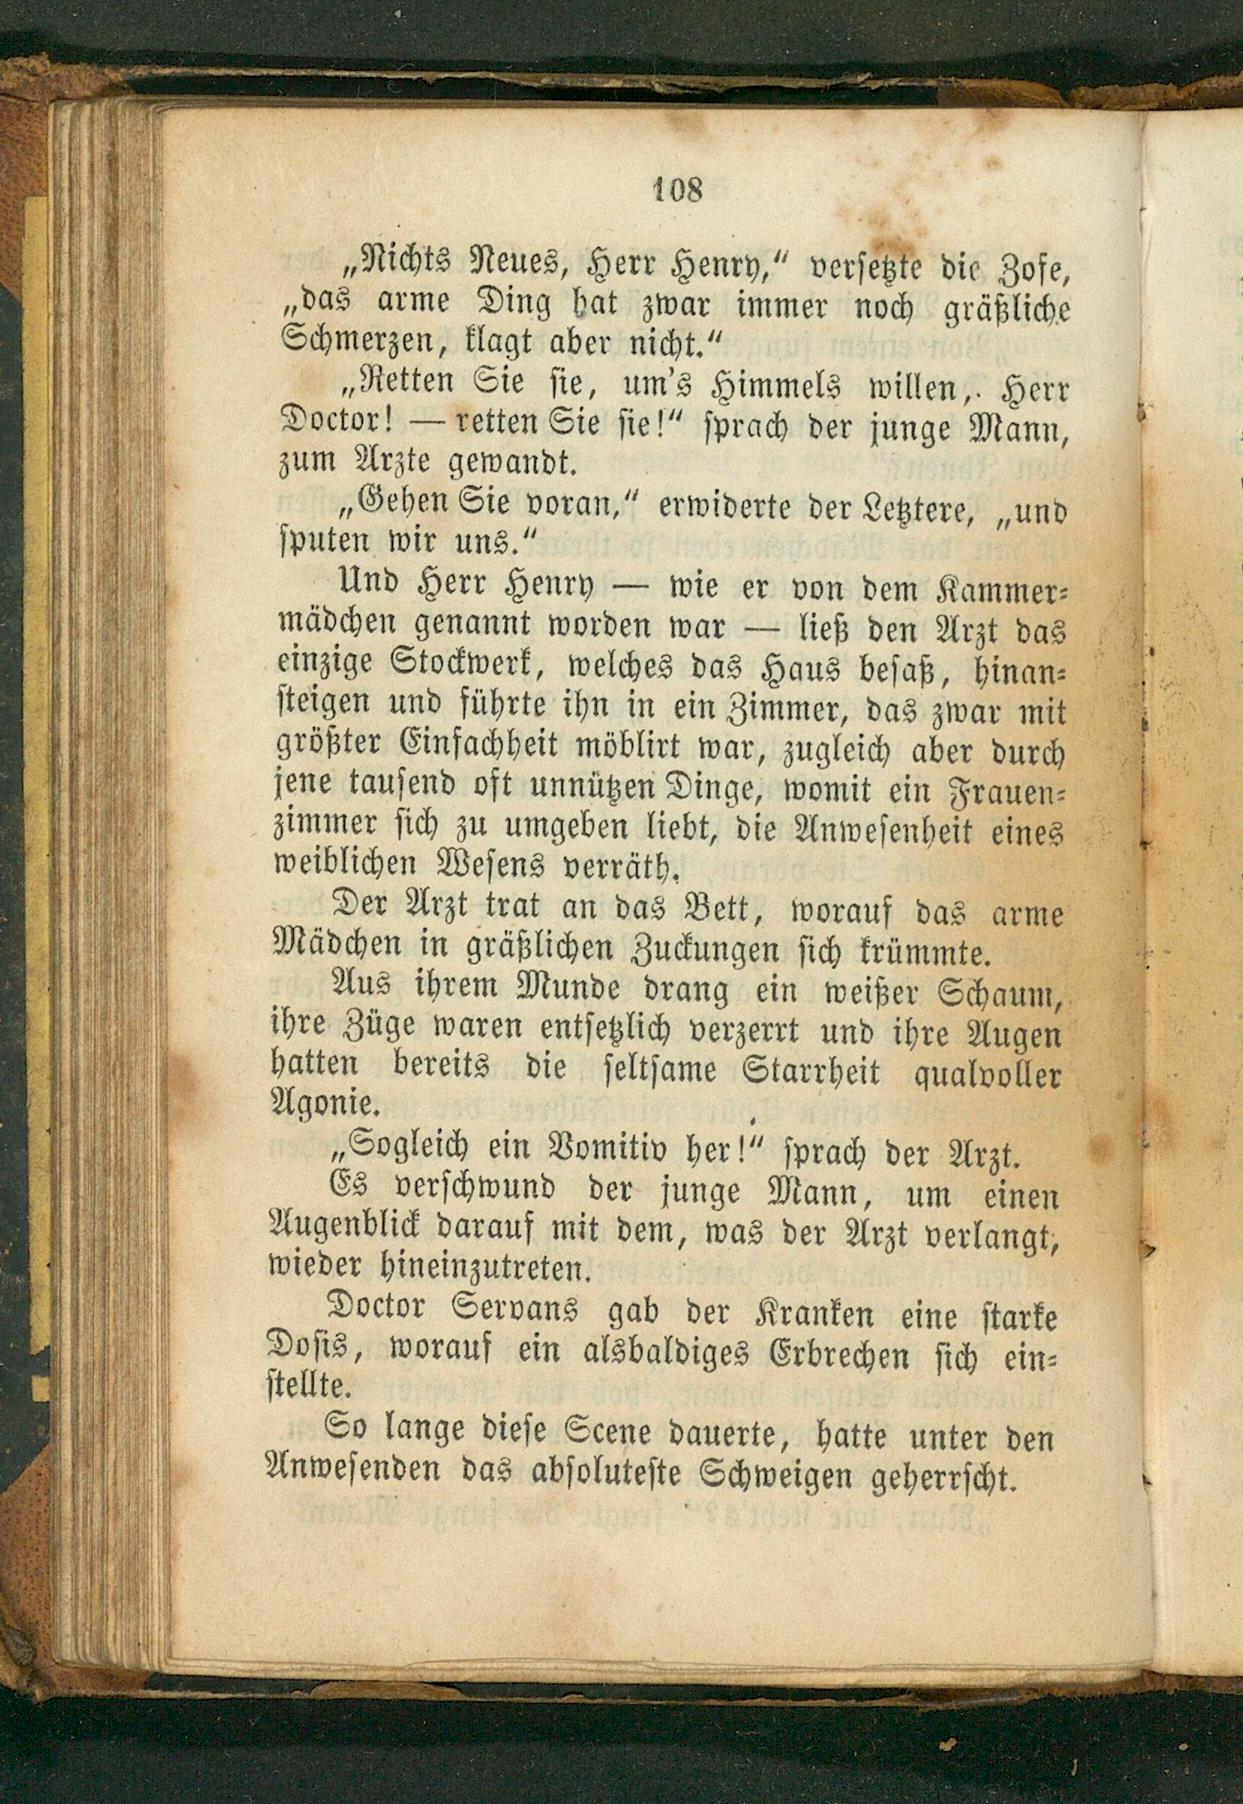 108
„Nichts Neues, Herr Henry,“ versetzte die Zofe,
„das arme Ding hat zwar immer noch gräßliche
Schmerzen, klagt aber nicht.“
„Retten Sie sie, um's Himmels willen, Herr
Doctor! — retten Sie sie!“ sprach der junge Mann,
zum Arzte gewandt.
„Gehen Sie voran,“ erwiderte der Letztere, „und
sputen wir uns.“
Und Herr Henry — wie er von dem Kammer-
mädchen genannt worden war — ließ den Arzt das
einzige Stockwerk, welches das Haus besaß, hinan-
steigen und führte ihn in ein Zimmer, das zwar mit
größter Einfachheit möblirt war, zugleich aber durch
jene tausend oft unnützen Dinge, womit ein Frauen-
zimmer sich zu umgeben liebt, die Anwesenheit eines
weiblichen Wesens verräth.
Der Arzt trat an das Bett, worauf das arme
Mädchen in gräßlichen Zuckungen sich krümmte.
Aus ihrem Munde drang ein weißer Schaum,
ihre Züge waren entsetzlich verzerrt und ihre Augen
hatten bereits die seltsame Starrheit qualvoller
Agonie.
„Sogleich ein Vomitiv her!“ sprach der Arzt.
Es verschwund der junge Mann, um einen
Augenblick darauf mit dem, was der Arzt verlangt,
wieder hineinzutreten.
Doctor Servans gab der Kranken eine starke
Dosis, worauf ein alsbaldiges Erbrechen sich ein-
stellte.
So lange diese Scene dauerte, hatte unter den
Anwesenden das absoluteste Schweigen geherrscht.